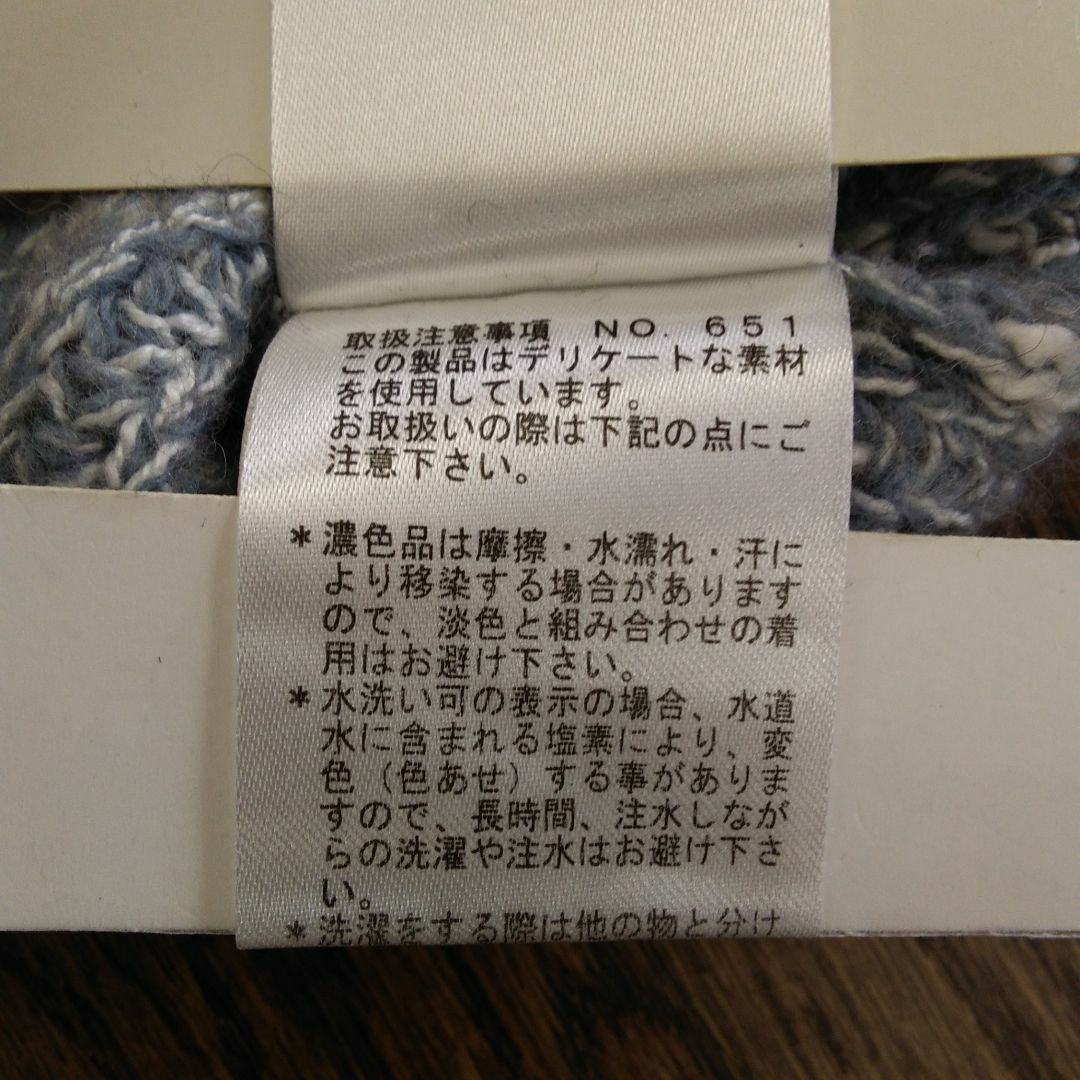 取扱注意事項 NO. 651
この製品はデリケートな素材
を使用しています。
お取扱いの際は下記の点にご
注意下さい。
*濃色品は摩擦・水濡れ・汗に
より移染する場合があります
ので、淡色と組み合わせの着
用はお避け下さい。
*水洗い可の表示の場合、水道
水に含まれる塩素により、変
色(色あせ)する事がありま
すので、長時間、注水しなが
らの洗濯や注水はお避け下さ
い。
*洗濯をする際は他の物と分け